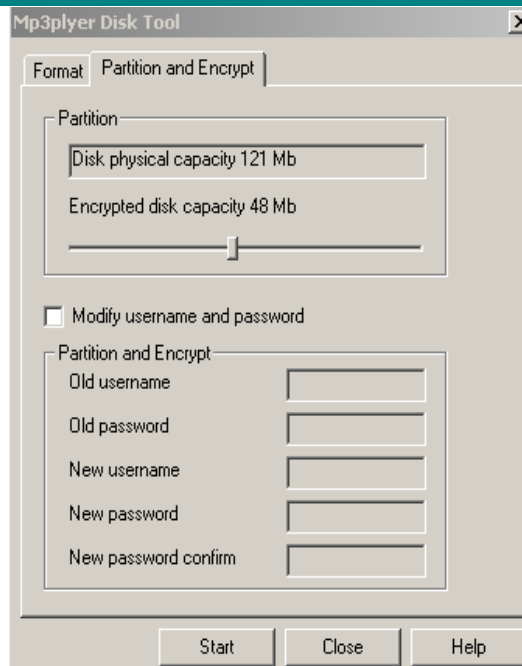 Mp3plyer Disk Tool
Format
Partition and Encrypt
Partition
Disk physical capacity 121 Mb
Encrypted disk capacity 48 Mb
Modify username and password
Partition and Encrypt
Old username
Old password
New username
New password
New password confirm
Start
Close
Help